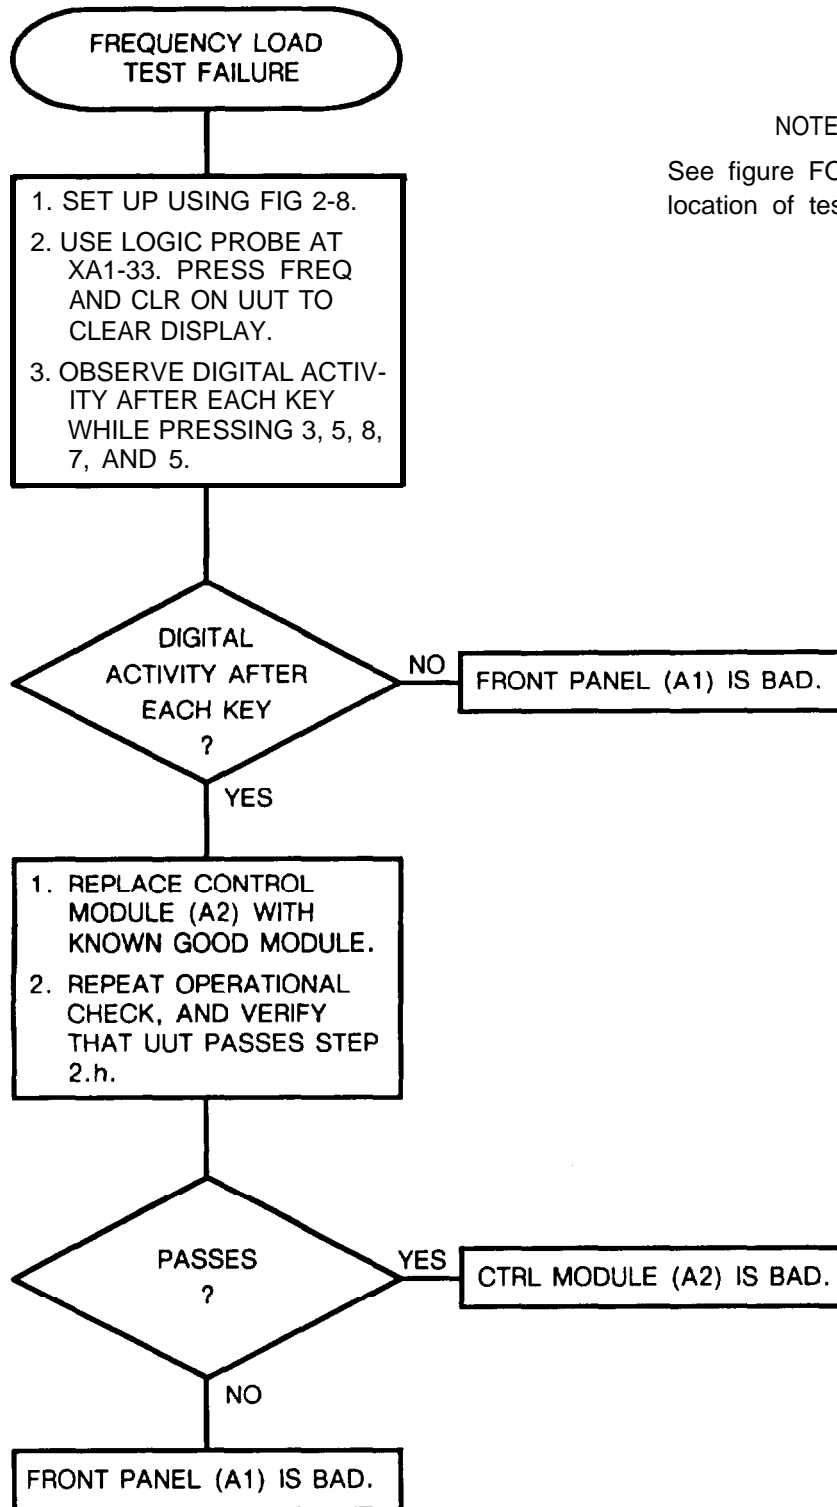 FREQUENCY LOAD
TEST FAILURE
NOTE
See figure FO
location of tes
1. SET UP USING FIG 2-8.
2. USE LOGIC PROBE AT
XA1-33. PRESS FREQ
AND CLR ON UUT TO
CLEAR DISPLAY.
3. OBSERVE DIGITAL ACTIV-
ITY AFTER EACH KEY
WHILE PRESSING 3, 5, 8,
7, AND 5.
DIGITAL
ACTIVITY AFTER
EACH KEY
?
NO
FRONT PANEL (A1) IS BAD.
YES
1. REPLACE CONTROL
MODULE (A2) WITH
KNOWN GOOD MODULE.
2. REPEAT OPERATIONAL
CHECK, AND VERIFY
THAT UUT PASSES STEP
2.h.
PASSES
?
YES
CTRL MODULE (A2) IS BAD.
NO
FRONT PANEL (A1) IS BAD.